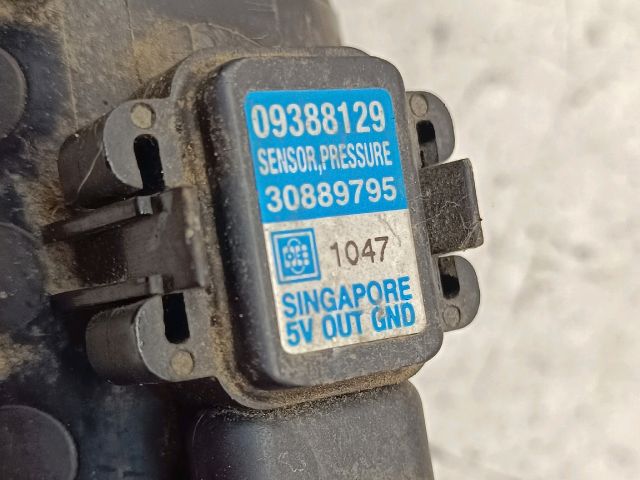 09388129
SENSOR,PRESSURE
30889795
1047
SINGAPORE
5V OUT GND